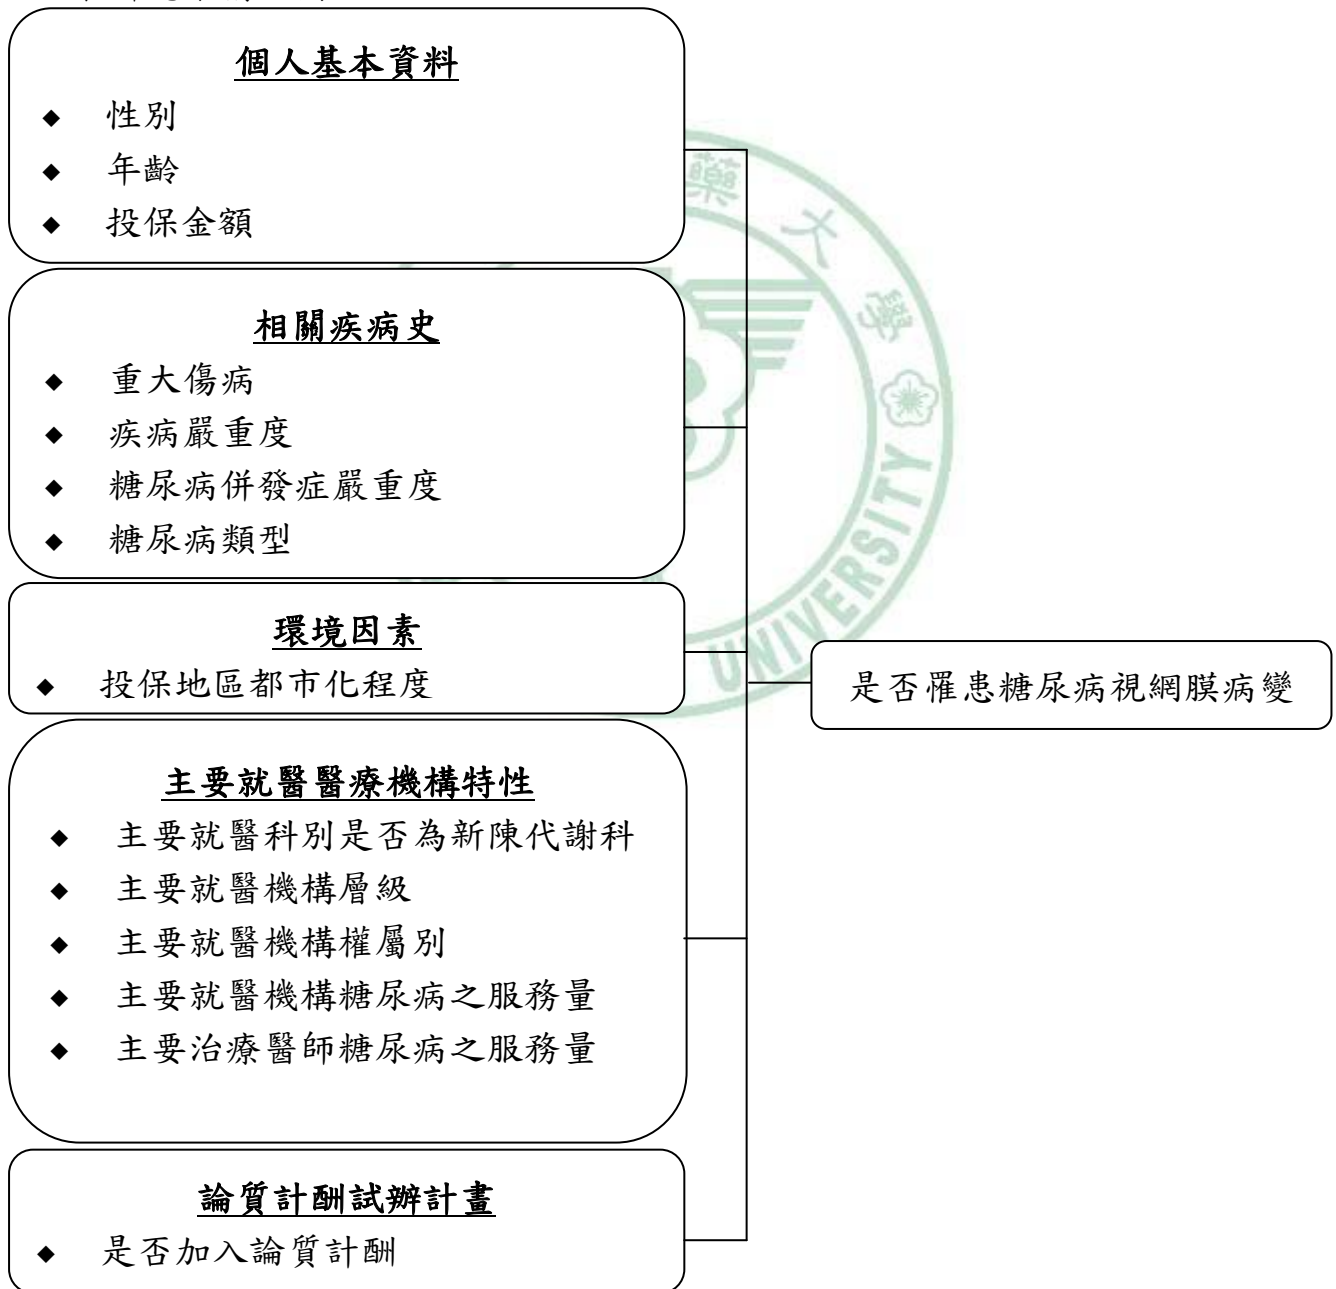 個人基本資料
◆ 性別
◆ 年齡
◆ 投保金額
相關疾病史
◆ 重大傷病
◆ 疾病嚴重度
◆ 糖尿病併發症嚴重度
◆ 糖尿病類型
環境因素
◆ 投保地區都市化程度
是否罹患糖尿病視網膜病變
主要就醫醫療機構特性
◆ 主要就醫科別是否為新陳代謝科
◆ 主要就醫機構層級
◆ 主要就醫機構權屬別
◆ 主要就醫機構糖尿病之服務量
◆ 主要治療醫師糖尿病之服務量
論質計酬試辦計畫
◆ 是否加入論質計酬
藥大學
UNIVERSITY